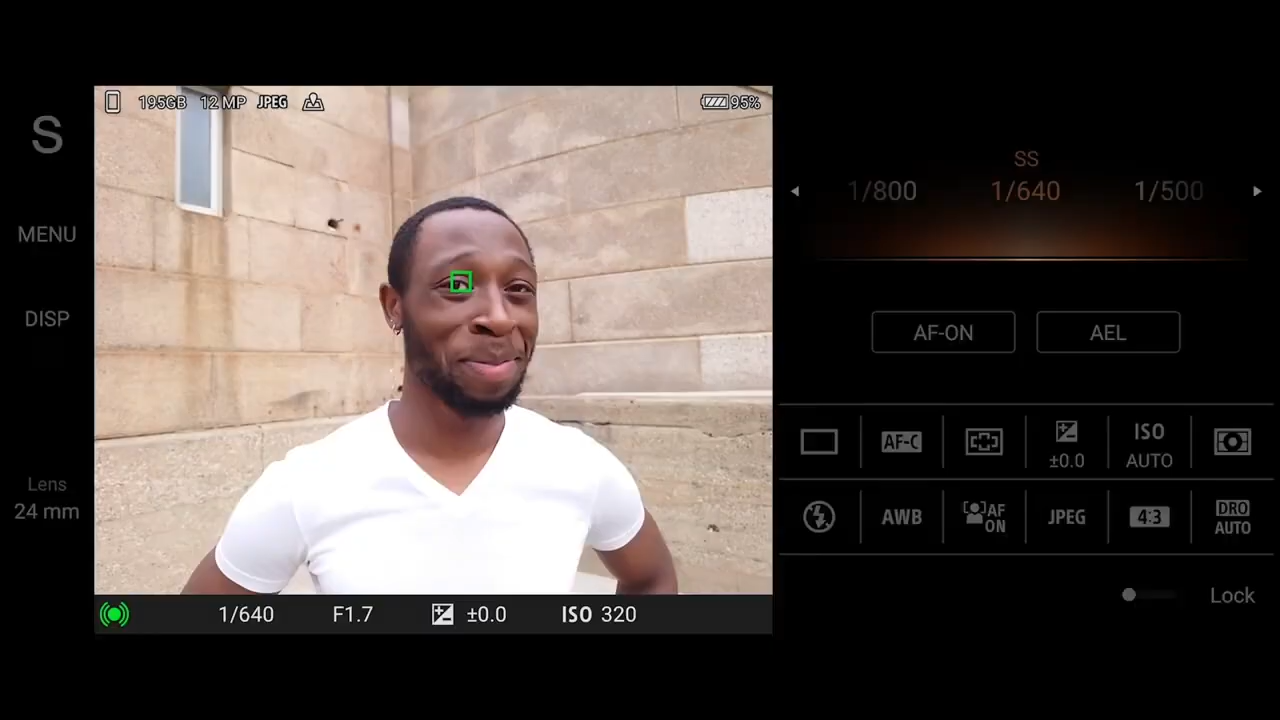 195GB 12 MP JPEG 95%
S
MENU
DISP
Lens
24 mm
1/640 F1.7 ±0.0 ISO 320
SS
1/800 1/640 1/500
AF-ON AEL
AF-C ±0.0 ISO AUTO
AWB AF ON JPEG 4:3 DRO AUTO
Lock